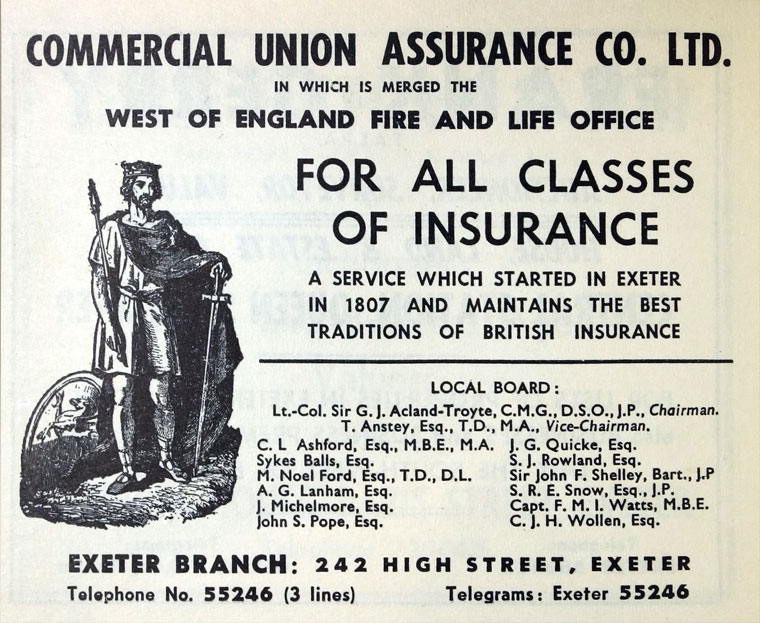 COMMERCIAL UNION ASSURANCE CO. LTD.
IN WHICH IS MERGED THE
WEST OF ENGLAND FIRE AND LIFE OFFICE
FOR ALL CLASSES
OF INSURANCE
A SERVICE WHICH STARTED IN EXETER
IN 1807 AND MAINTAINS THE BEST
TRADITIONS OF BRITISH INSURANCE
LOCAL BOARD:
Lt.-Col. Sir G. J. Acland-Troyte, C.M.G., D.S.O., J.P., Chairman.
T. Anstey, Esq., T.D., M.A., Vice-Chairman.
C. L Ashford, Esq., M.B.E., M.A.
Sykes Balls, Esq.
M. Noel Ford, Esq., T.D., D.L.
A. G. Lanham, Esq.
J. Michelmore, Esq.
John S. Pope, Esq.
J. G. Quicke, Esq.
S. J. Rowland, Esq.
Sir John F. Shelley, Bart., J.P
S. R. E. Snow, Esq., J.P.
Capt. F. M. I. Watts, M.B.E.
C. J. H. Wollen, Esq.
EXETER BRANCH: 242 HIGH STREET, EXETER
Telephone No. 55246 (3 lines) Telegrams: Exeter 55246